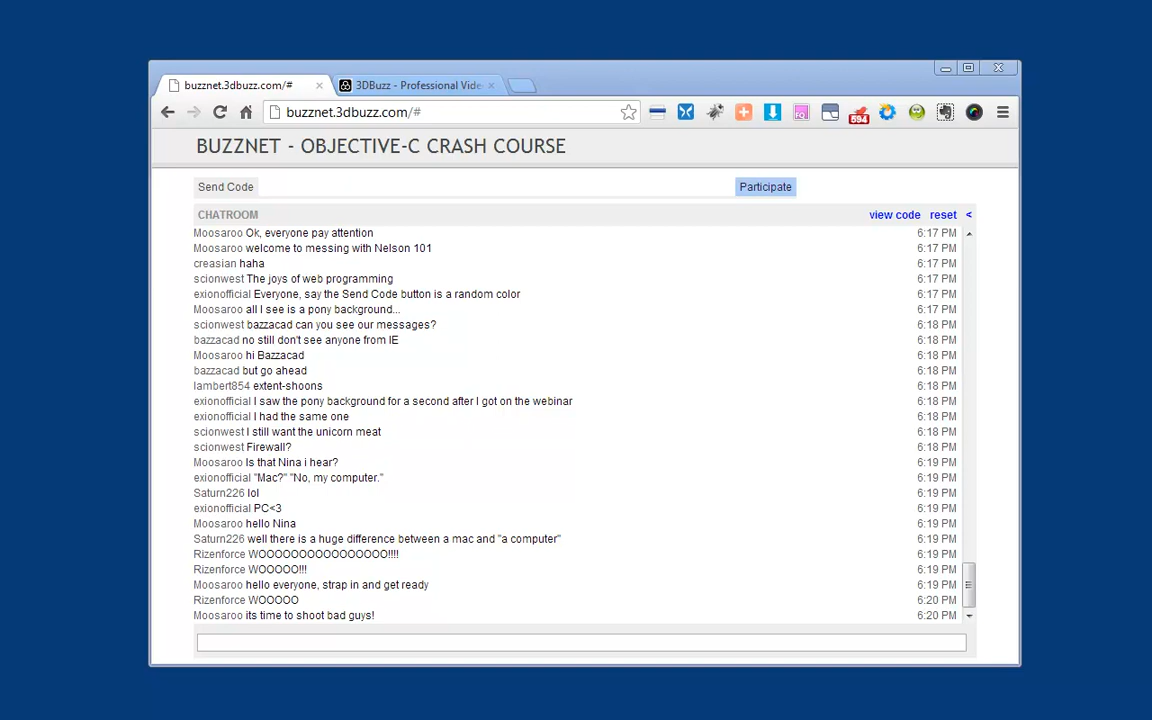 buzznet.3dbuzz.com/#
3DBuzz - Professional Vide
buzznet.3dbuzz.com/#
594
BUZZNET - OBJECTIVE-C CRASH COURSE
Send Code
Participate
CHATROOM
view code reset <
Moosaroo Ok, everyone pay attention 6:17 PM
Moosaroo welcome to messing with Nelson 101 6:17 PM
creasian haha 6:17 PM
scionwest The joys of web programming 6:17 PM
exionofficial Everyone, say the Send Code button is a random color 6:17 PM
Moosaroo all I see is a pony background... 6:17 PM
scionwest bazzacad can you see our messages? 6:18 PM
bazzacad no still don't see anyone from IE 6:18 PM
Moosaroo hi Bazzacad 6:18 PM
bazzacad but go ahead 6:18 PM
lambert854 extent-shoons 6:18 PM
exionofficial I saw the pony background for a second after I got on the webinar 6:18 PM
exionofficial I had the same one 6:18 PM
scionwest I still want the unicorn meat 6:18 PM
scionwest Firewall? 6:18 PM
Moosaroo Is that Nina i hear? 6:19 PM
exionofficial "Mac?" "No, my computer." 6:19 PM
Saturn226 lol 6:19 PM
exionofficial PC<3 6:19 PM
Moosaroo hello Nina 6:19 PM
Saturn226 well there is a huge difference between a mac and "a computer" 6:19 PM
Rizenforce WOOOOOOOOOOOOOOOO!!!! 6:19 PM
Rizenforce WOOOOO!!! 6:19 PM
Moosaroo hello everyone, strap in and get ready 6:19 PM
Rizenforce WOOOOO 6:20 PM
Moosaroo its time to shoot bad guys! 6:20 PM